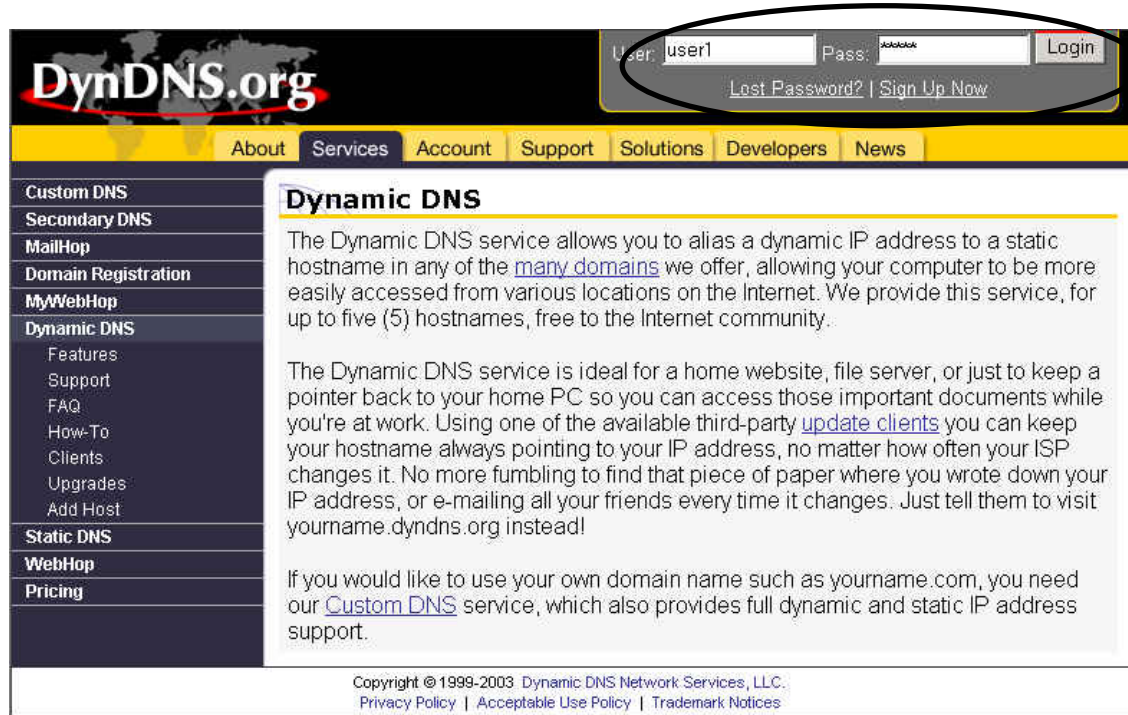 DynDNS.org
User: user1 Pass: ****** Login
Lost Password? | Sign Up Now
About Services Account Support Solutions Developers News
Custom DNS
Secondary DNS
MailHop
Domain Registration
MyWebHop
Dynamic DNS
Features
Support
FAQ
How-To
Clients
Upgrades
Add Host
Static DNS
WebHop
Pricing
Dynamic DNS
The Dynamic DNS service allows you to alias a dynamic IP address to a static
hostname in any of the many domains we offer, allowing your computer to be more
easily accessed from various locations on the Internet. We provide this service, for
up to five (5) hostnames, free to the Internet community.
The Dynamic DNS service is ideal for a home website, file server, or just to keep a
pointer back to your home PC so you can access those important documents while
you're at work. Using one of the available third-party update clients you can keep
your hostname always pointing to your IP address, no matter how often your ISP
changes it. No more fumbling to find that piece of paper where you wrote down your
IP address, or e-mailing all your friends every time it changes. Just tell them to visit
yourname.dyndns.org instead!
If you would like to use your own domain name such as yourname.com, you need
our Custom DNS service, which also provides full dynamic and static IP address
support.
Copyright © 1999-2003 Dynamic DNS Network Services, LLC.
Privacy Policy | Acceptable Use Policy | Trademark Notices